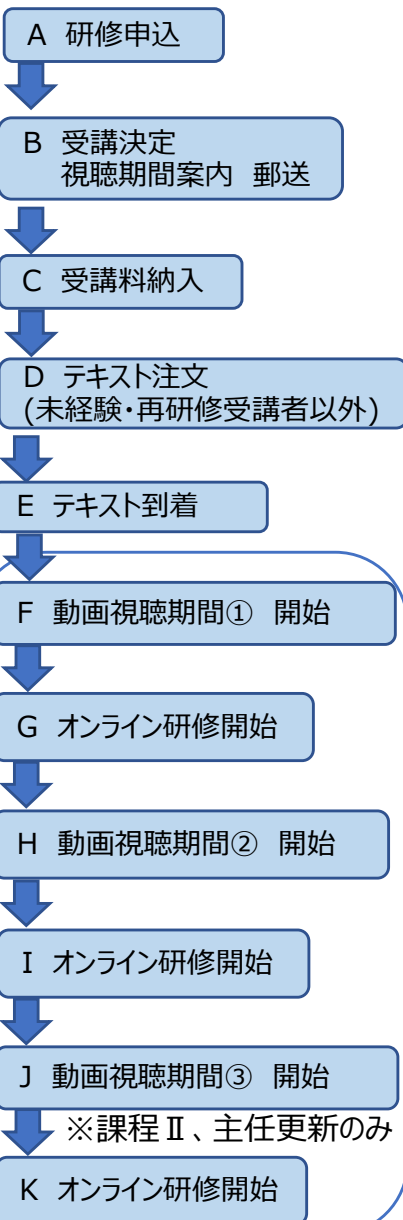 A 研修申込
B 受講決定
視聴期間案内 郵送
C 受講料納入
D テキスト注文
(未経験・再研修受講者以外)
E テキスト到着
F 動画視聴期間① 開始
G オンライン研修開始
H 動画視聴期間② 開始
I オンライン研修開始
J 動画視聴期間③ 開始
※課程Ⅱ、主任更新のみ
K オンライン研修開始